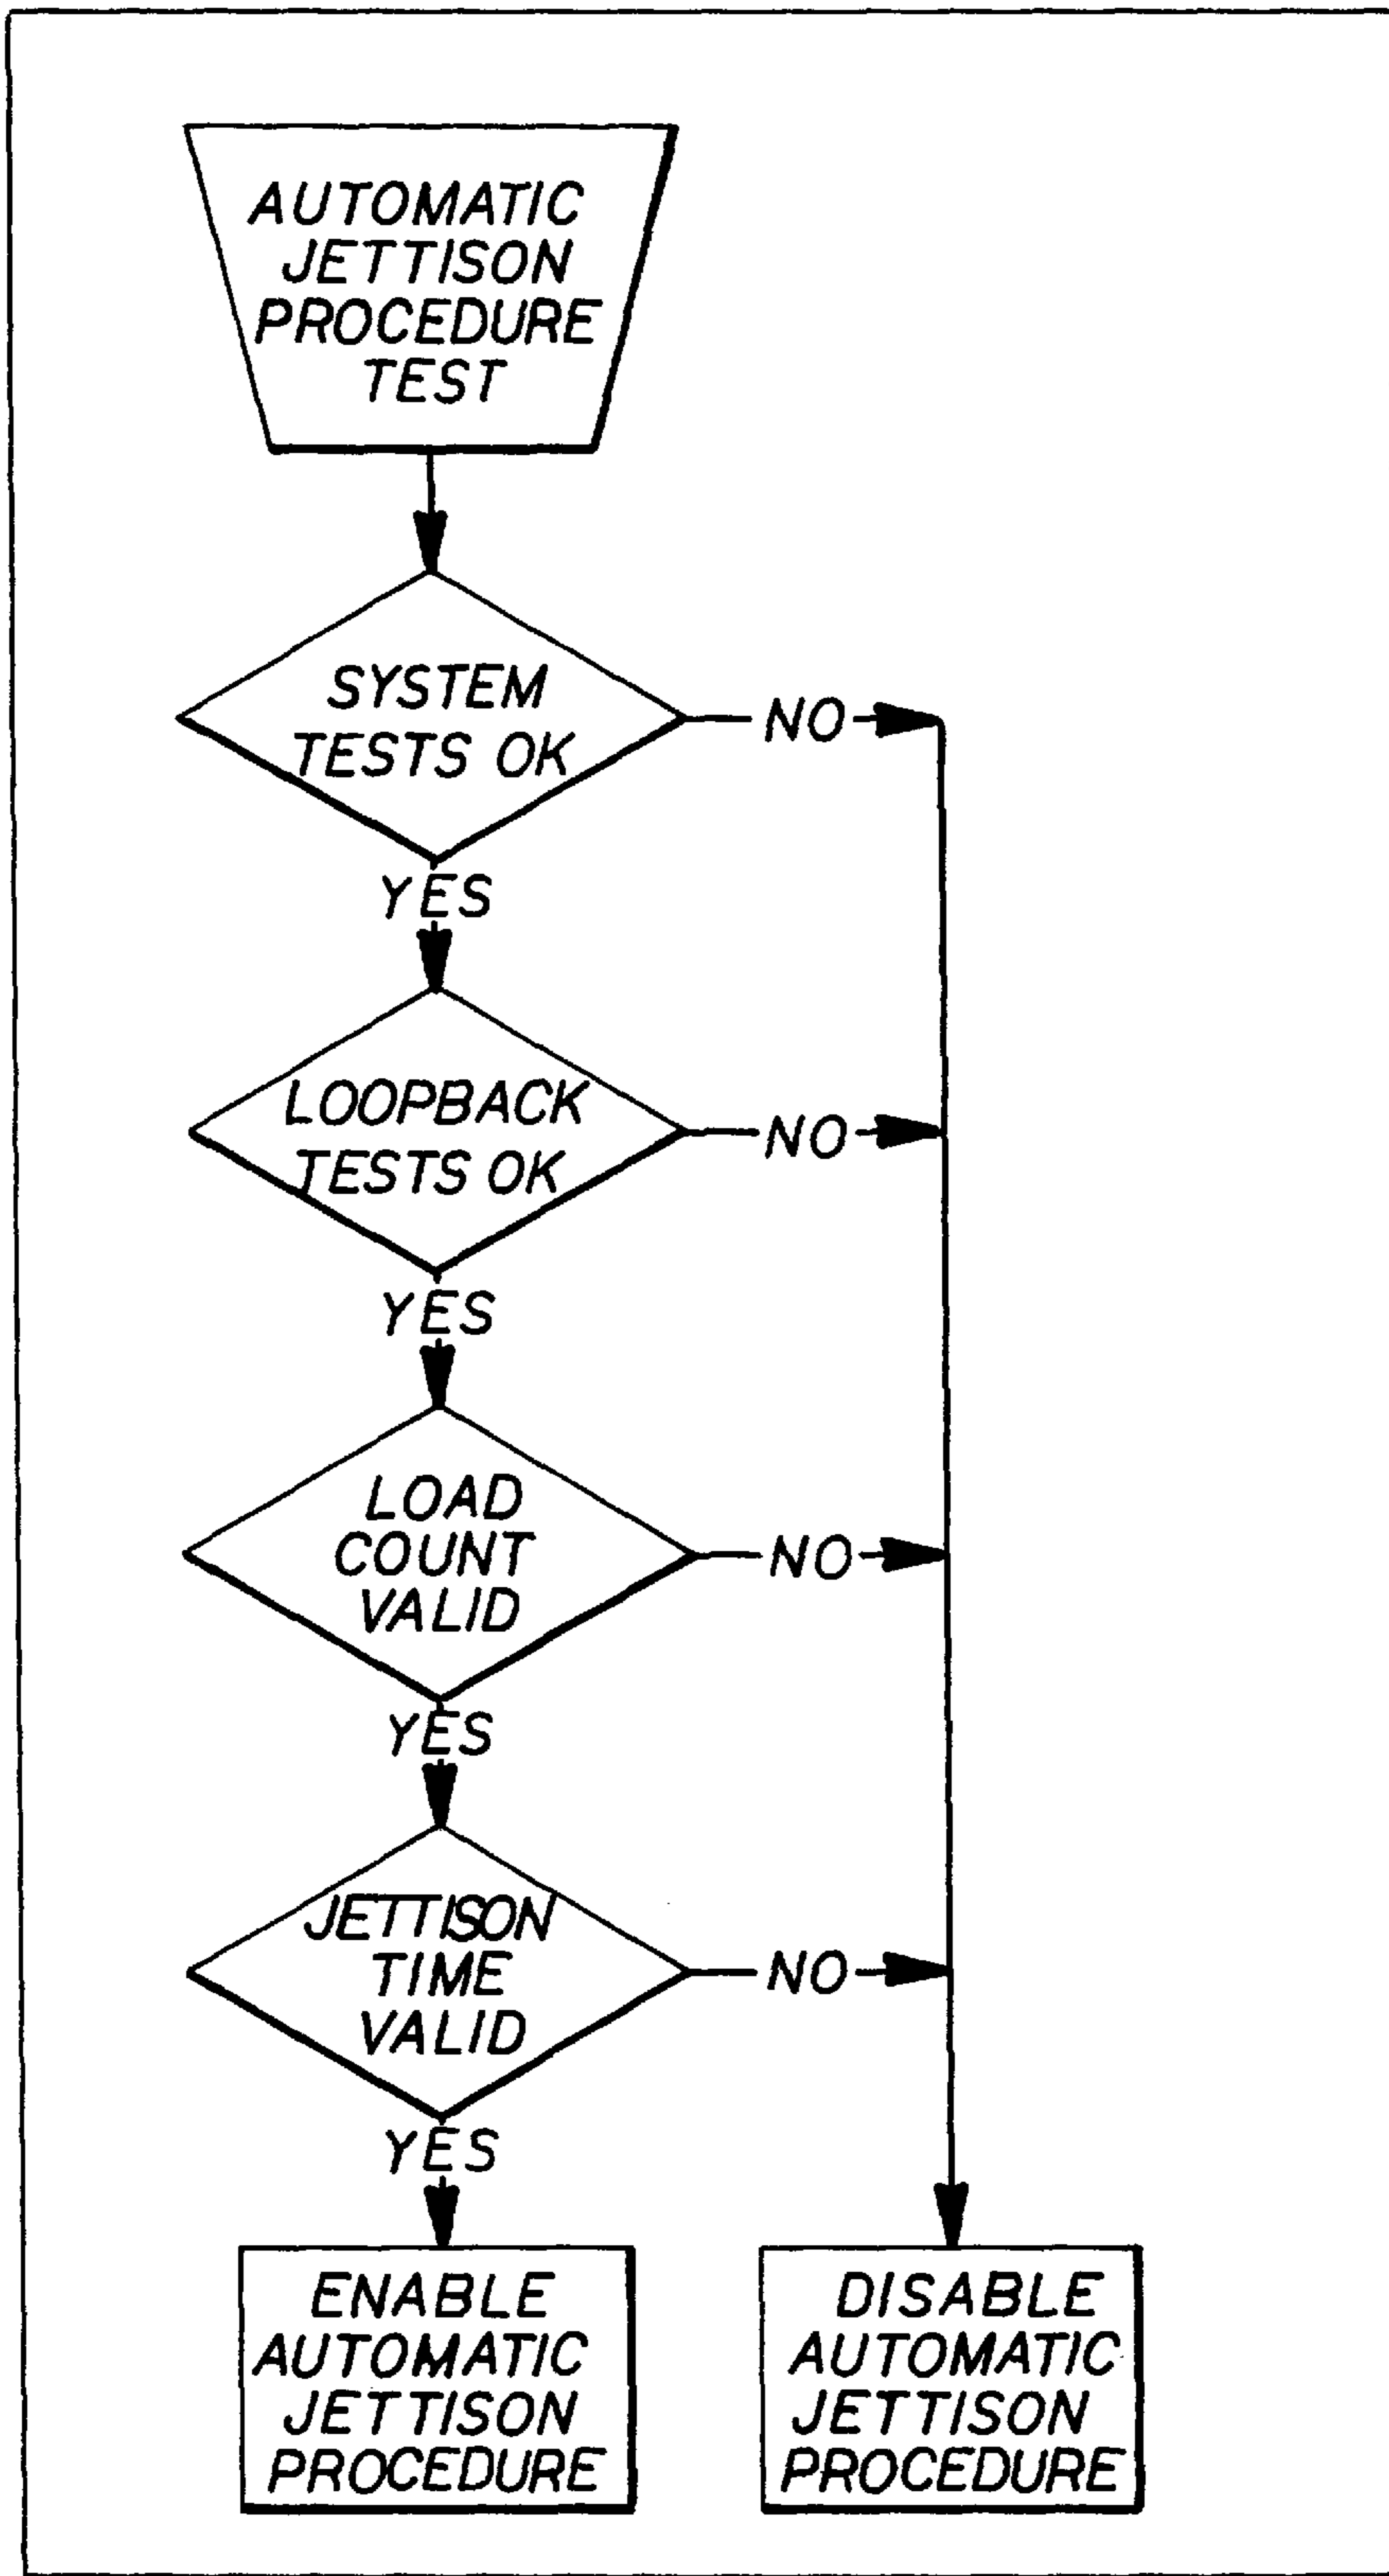 AUTOMATIC
JETTISON
PROCEDURE
TEST
SYSTEM
TESTS OK
NO
YES
LOOPBACK
TESTS OK
NO
YES
LOAD
COUNT
VALID
NO
YES
JETTISON
TIME
VALID
NO
YES
ENABLE
AUTOMATIC
JETTISON
PROCEDURE
DISABLE
AUTOMATIC
JETTISON
PROCEDURE